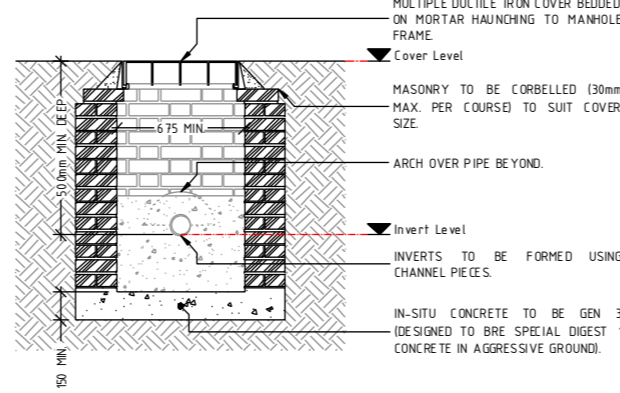 MULTIPLE DUCTILE IRON COVER BEDDED
ON MORTAR HAUNCHING TO MANHOLE
FRAME.
Cover Level
MASONRY TO BE CORBELLED (30mm
MAX. PER COURSE) TO SUIT COVER
SIZE.
675 MIN.
500mm MIN. DEEP
ARCH OVER PIPE BEYOND.
Invert Level
INVERTS TO BE FORMED USING
CHANNEL PIECES.
IN-SITU CONCRETE TO BE GEN 3
(DESIGNED TO BRE SPECIAL DIGEST 1
CONCRETE IN AGGRESSIVE GROUND).
150 MIN.